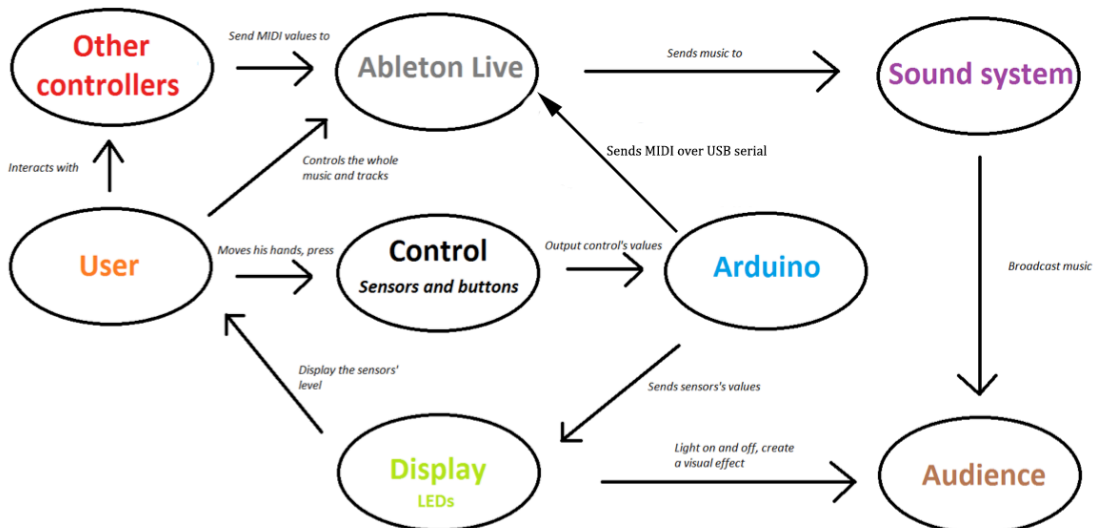 Other
controllers
Send MIDI values to
Ableton Live
Sends music to
Sound system
Interacts with
Controls the whole
music and tracks
Sends MIDI over USB serial
User
Moves his hands, press
Control
Sensors and buttons
Output control's values
Arduino
Broadcast music
Display the sensors'
level
Sends sensors's values
Display
LEDs
Light on and off, create
a visual effect
Audience